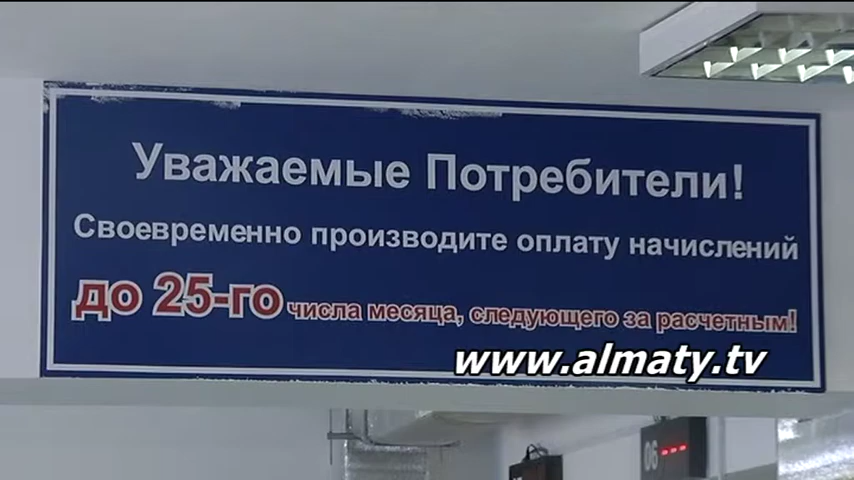 Уважаемые Потребители!
Своевременно производите оплату начислений
до 25-го числа месяца, следующего за расчетным!
www.almaty.tv
06